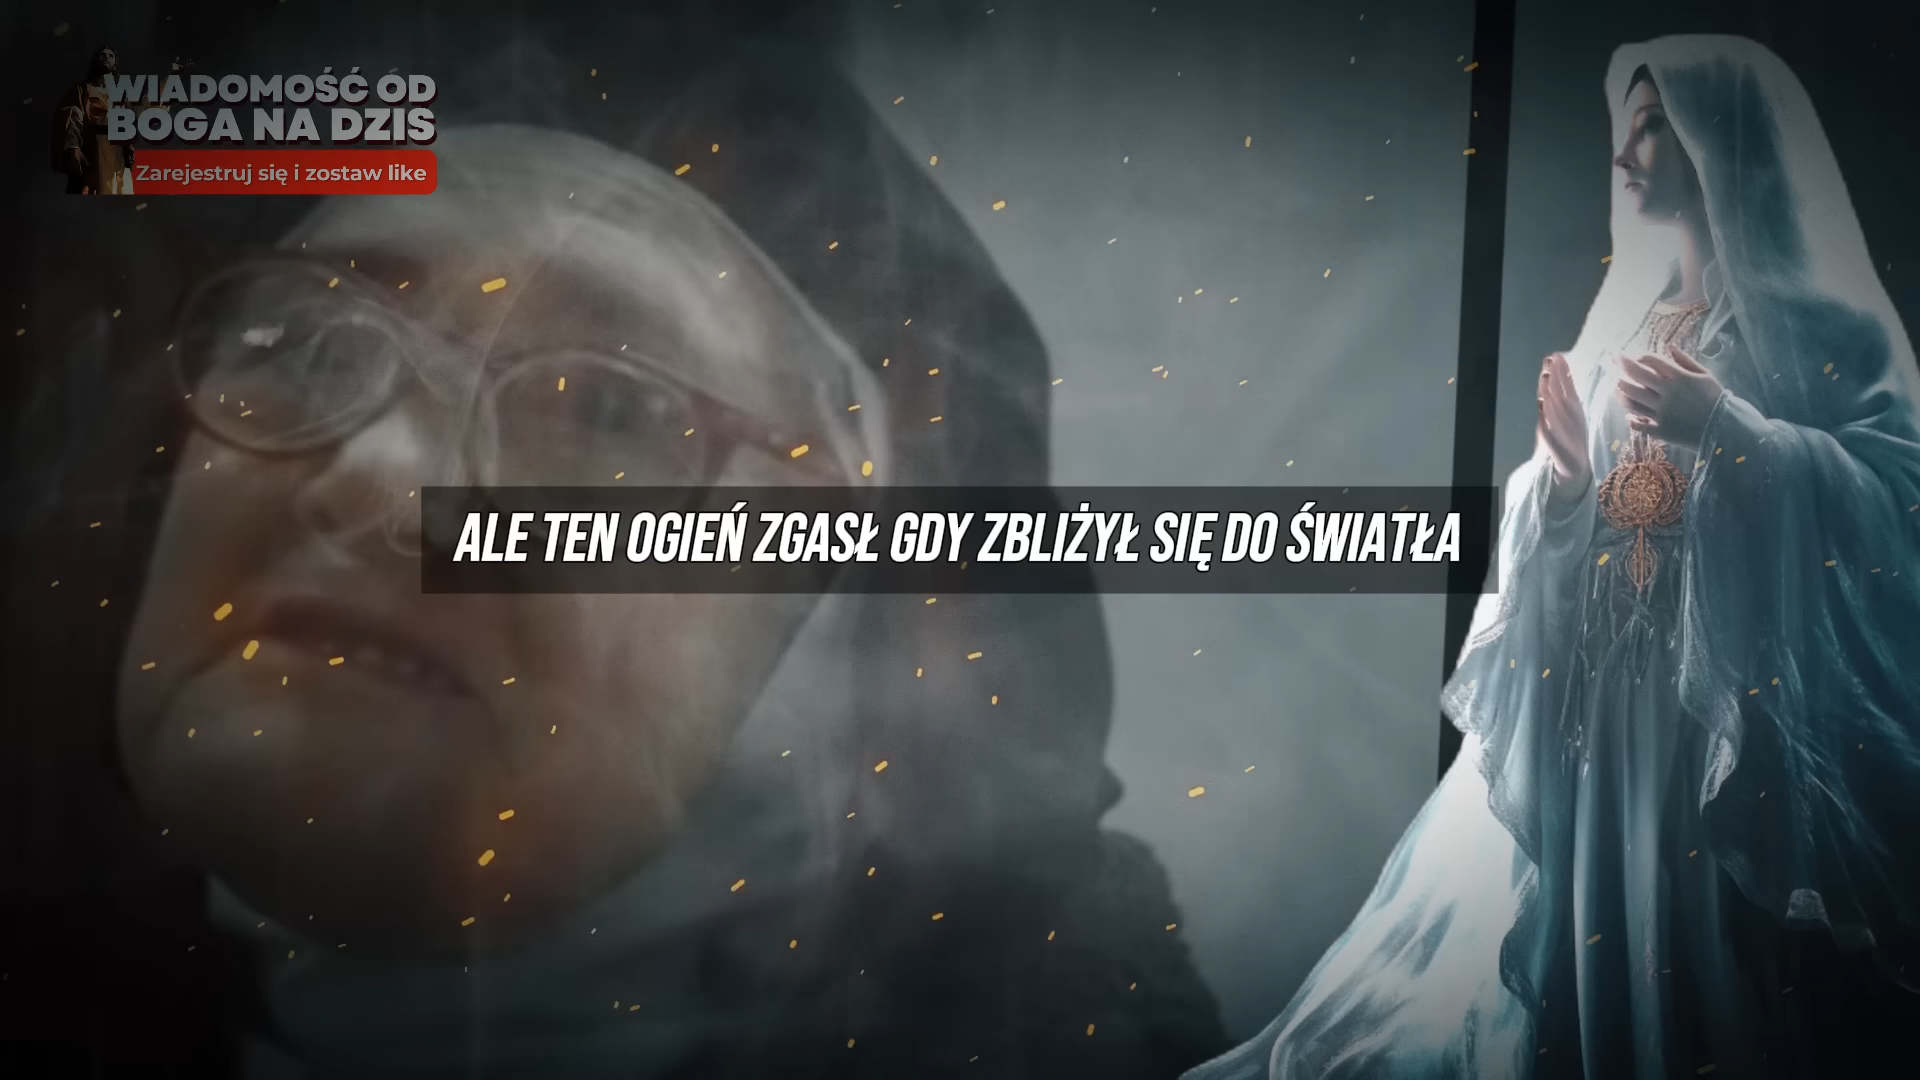 WIADOMOŚĆ OD
BOGA NA DZIS
Zarejestruj się i zostaw like
ALE TEN OGIEŃ ZGASŁ GDY ZBLIŻYŁ SIĘ DO ŚWIATŁA